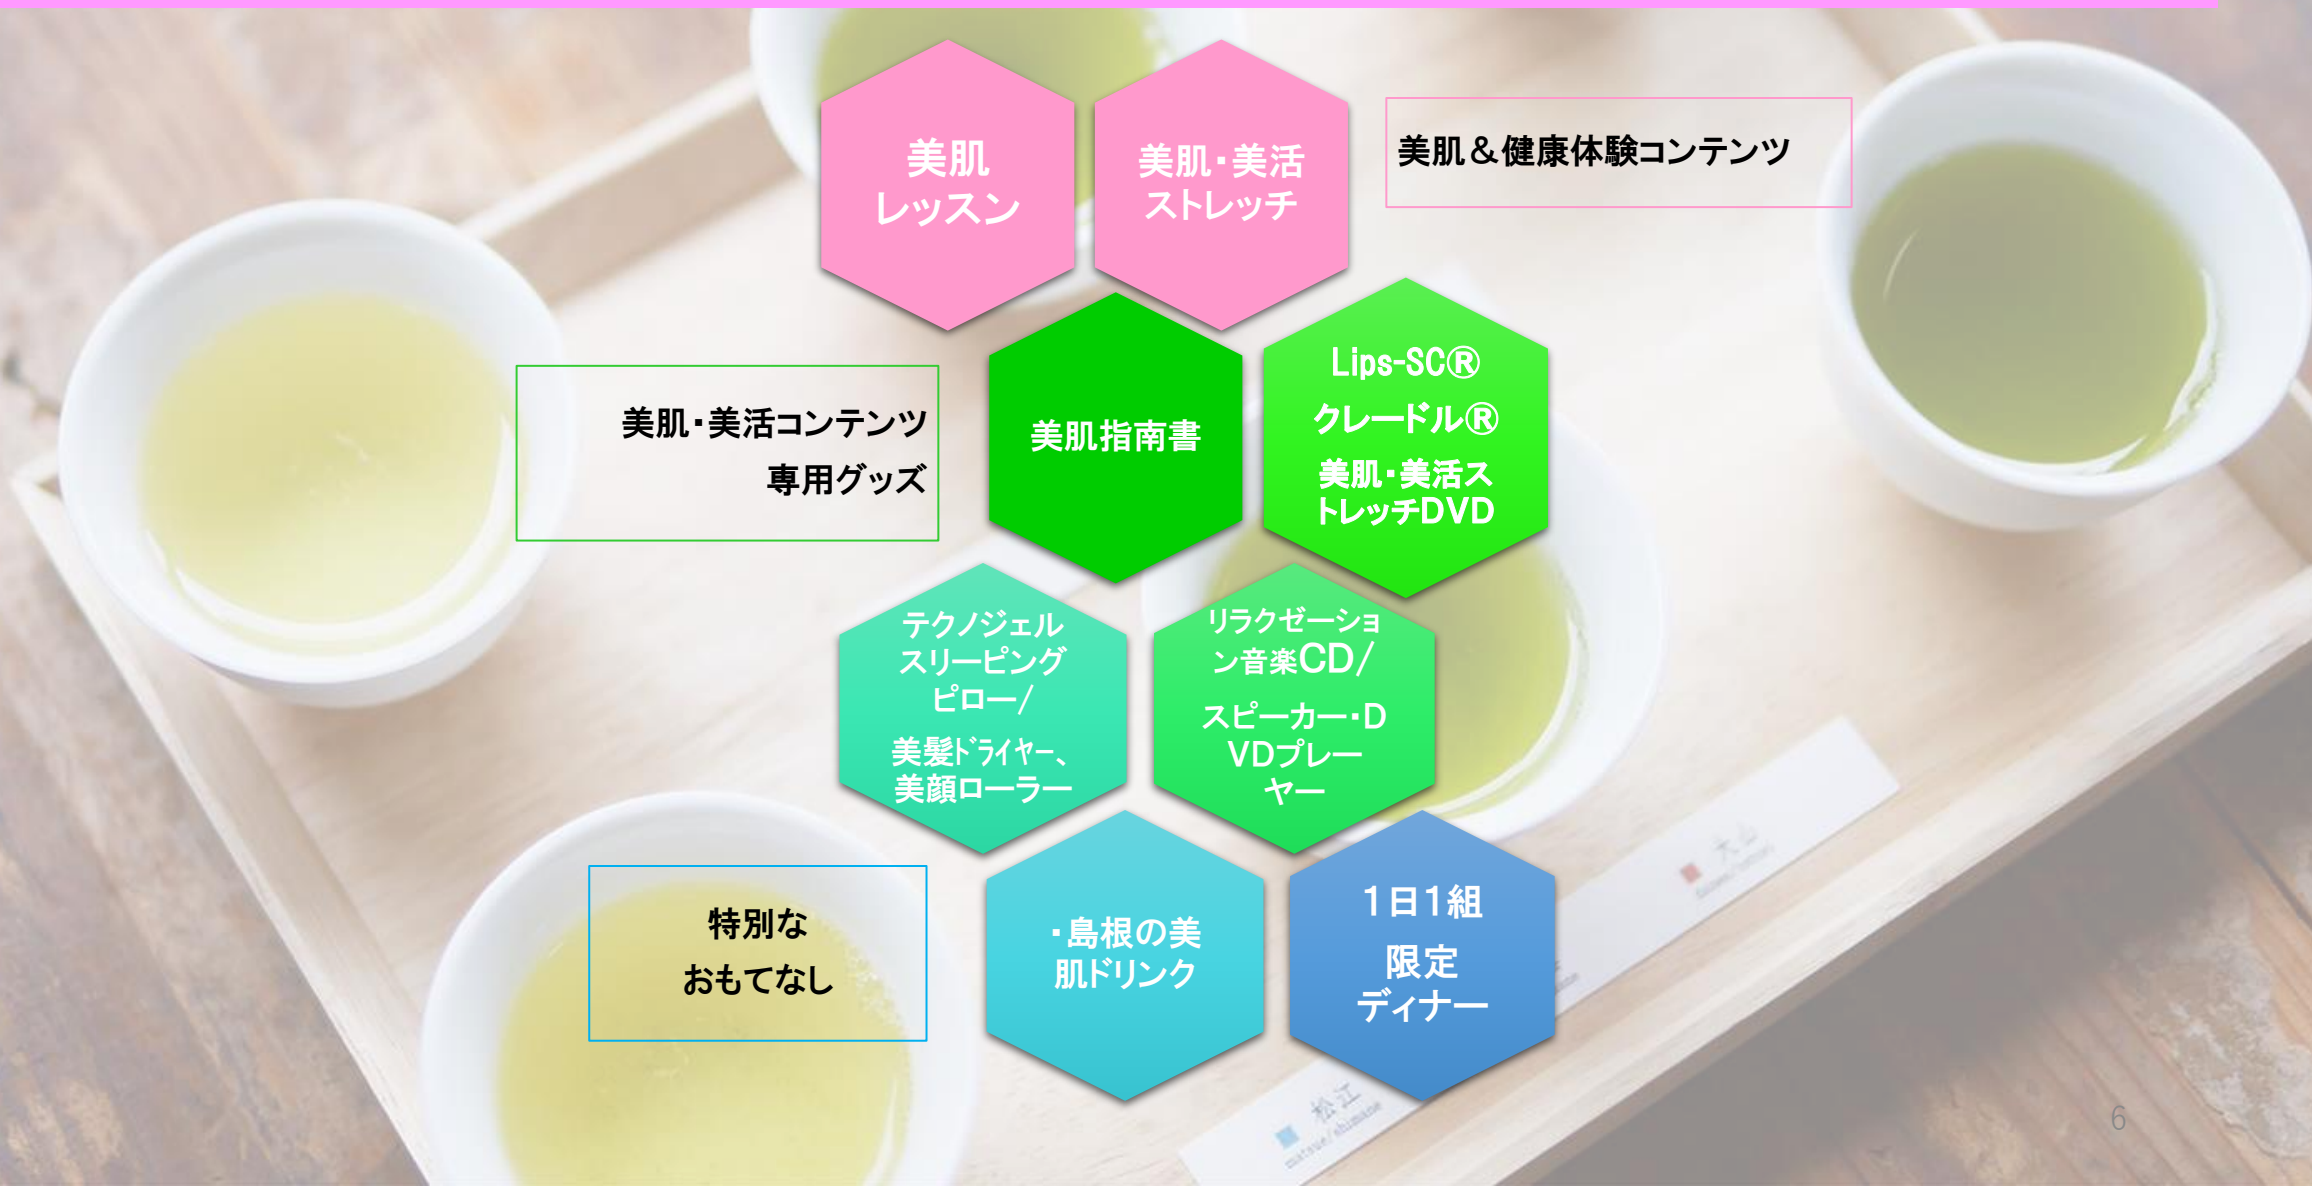 美肌
レッスン
美肌・美活
ストレッチ
美肌＆健康体験コンテンツ
美肌・美活コンテンツ
専用グッズ
美肌指南書
Lips-SC®
クレードル®
美肌・美活ス
トレッチDVD
テクノジェル
スリーピング
ピロー/
美髪ﾄﾞﾗｲﾔｰ、
美顔ローラー
リラクゼーショ
ン音楽CD/
スピーカー・D
VDプレー
ヤー
特別な
おもてなし
・島根の美
肌ドリンク
1日1組
限定
ディナー
大山
松江
matsue/shimane
6